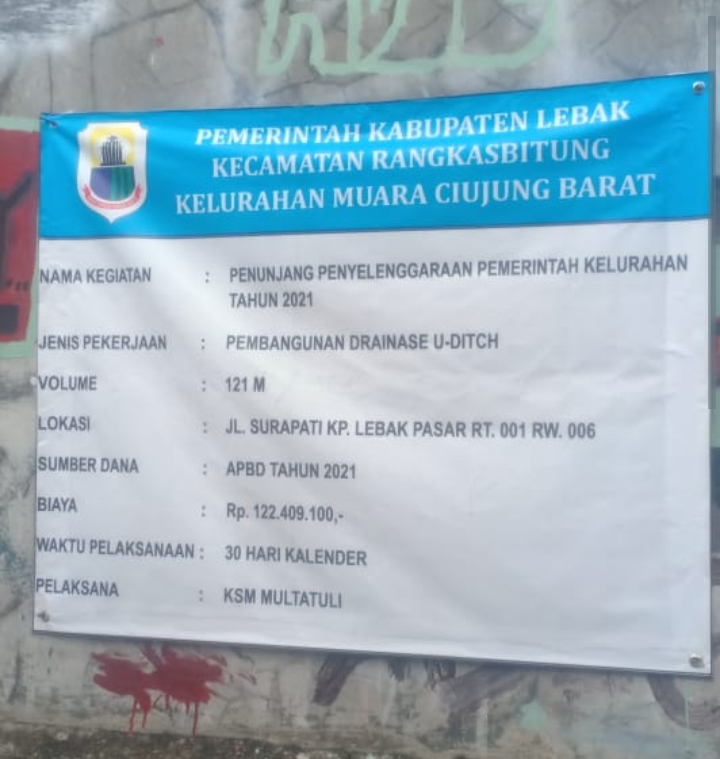 PEMERINTAH KABUPATEN LEBAK
KECAMATAN RANGKASBITUNG
KELURAHAN MUARA CIUJUNG BARAT
NAMA KEGIATAN : PENUNJANG PENYELENGGARAAN PEMERINTAH KELURAHAN
TAHUN 2021
JENIS PEKERJAAN : PEMBANGUNAN DRAINASE U-DITCH
VOLUME : 121 M
LOKASI : JL. SURAPATI KP. LEBAK PASAR RT. 001 RW. 006
SUMBER DANA : APBD TAHUN 2021
BIAYA : Rp. 122.409.100,-
WAKTU PELAKSANAAN : 30 HARI KALENDER
PELAKSANA : KSM MULTATULI